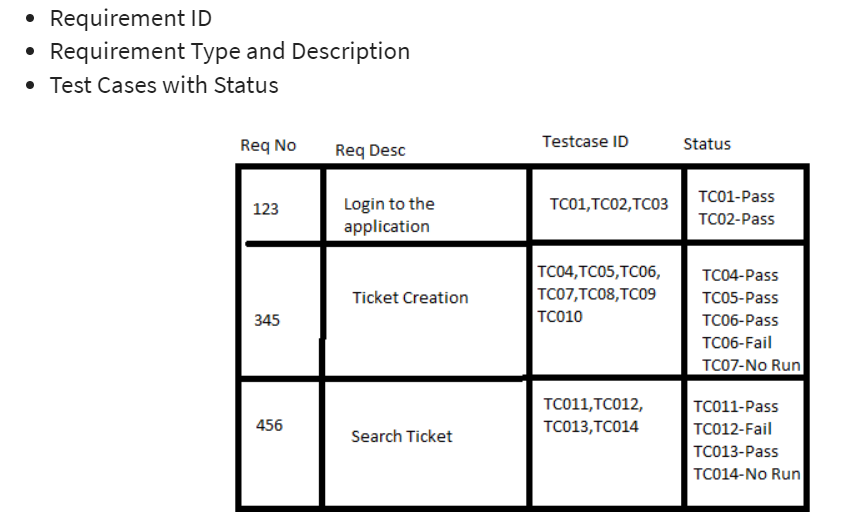 Requirement ID
Requirement Type and Description
Test Cases with Status
Req No
Req Desc
Testcase ID
Status
123
Login to the
application
TC01,TC02,TC03
TC01-Pass
TC02-Pass
345
Ticket Creation
TC04,TC05,TC06,
TC07,TC08,TC09
TC010
TC04-Pass
TC05-Pass
TC06-Pass
TC06-Fail
TC07-No Run
456
Search Ticket
TC011,TC012,
TC013,TC014
TC011-Pass
TC012-Fail
TC013-Pass
TC014-No Run